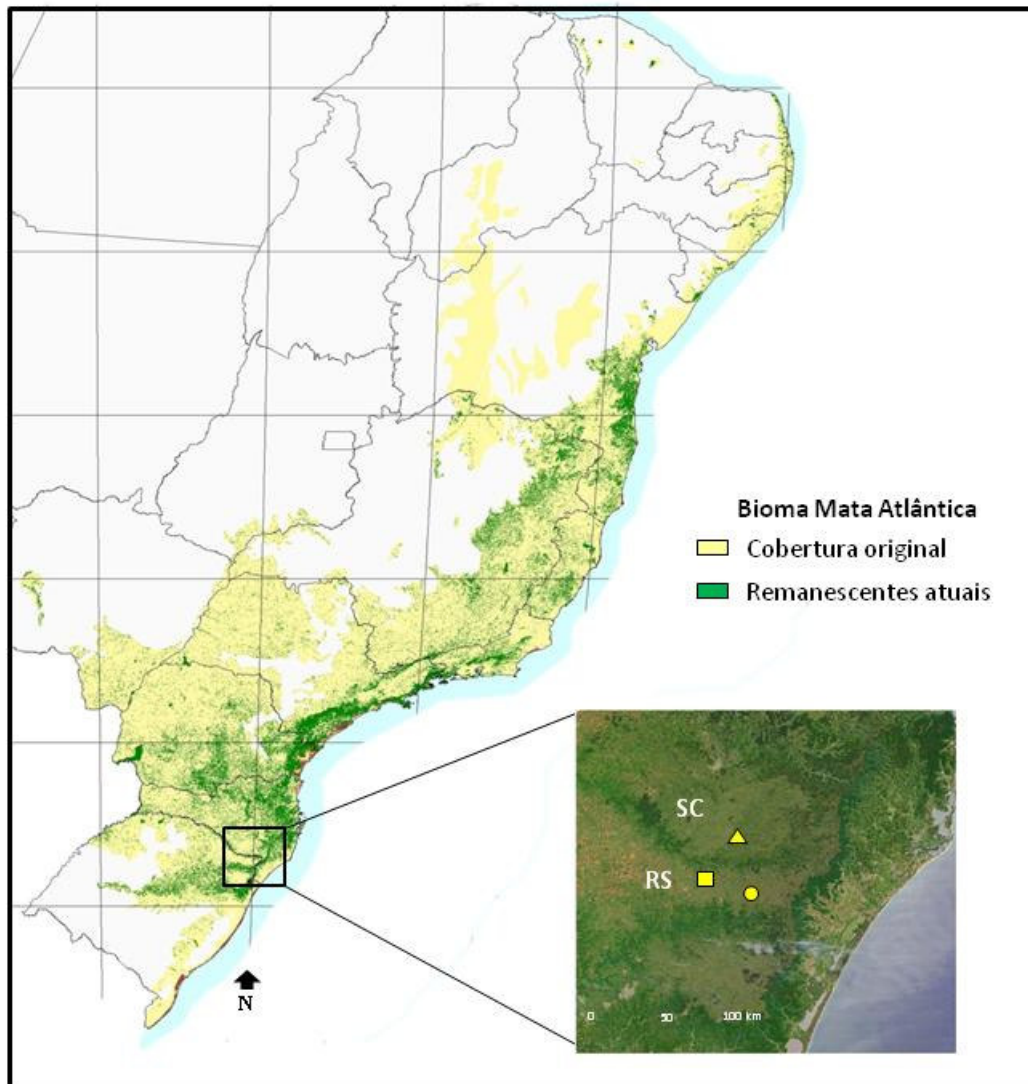 Bioma Mata Atlântica
Cobertura original
Remanescentes atuais
SC
RS
0 50 100 km
N